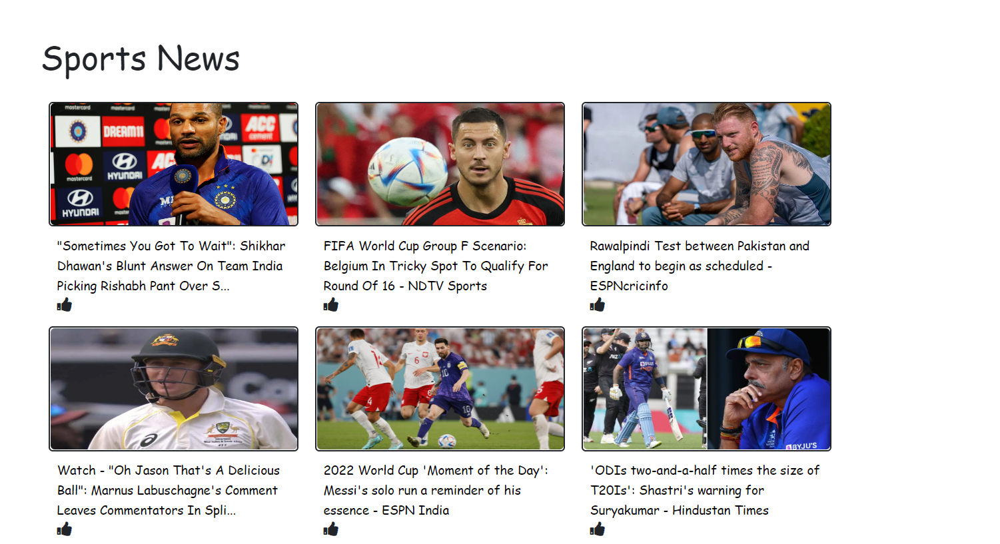 Sports News
mastercard
DREAM11
ACC
cement
mastercard
HYUNDAI
HYUNDAI
"Sometimes You Got To Wait": Shikhar
Dhawan's Blunt Answer On Team India
Picking Rishabh Pant Over S...
FIFA World Cup Group F Scenario:
Belgium In Tricky Spot To Qualify For
Round Of 16 - NDTV Sports
Rawalpindi Test between Pakistan and
England to begin as scheduled -
ESPNcricinfo
6
10
10
4
BYJU'S
Watch - "Oh Jason That's A Delicious
Ball": Marnus Labuschagne's Comment
Leaves Commentators In Spli...
2022 World Cup 'Moment of the Day':
Messi's solo run a reminder of his
essence - ESPN India
'ODIs two-and-a-half times the size of
T20Is': Shastri's warning for
Suryakumar - Hindustan Times